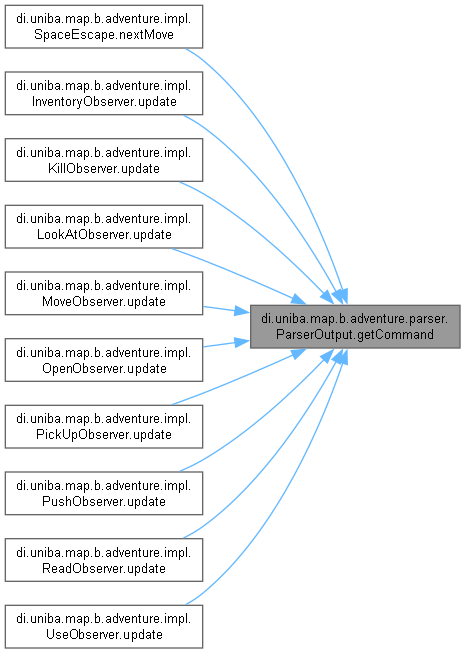 di.uniba.map.b.adventure.impl.
SpaceEscape.nextMove
di.uniba.map.b.adventure.impl.
InventoryObserver.update
di.uniba.map.b.adventure.impl.
KillObserver.update
di.uniba.map.b.adventure.impl.
LookAtObserver.update
di.uniba.map.b.adventure.impl.
MoveObserver.update
di.uniba.map.b.adventure.parser.
ParserOutput.getCommand
di.uniba.map.b.adventure.impl.
OpenObserver.update
di.uniba.map.b.adventure.impl.
PickUpObserver.update
di.uniba.map.b.adventure.impl.
PushObserver.update
di.uniba.map.b.adventure.impl.
ReadObserver.update
di.uniba.map.b.adventure.impl.
UseObserver.update